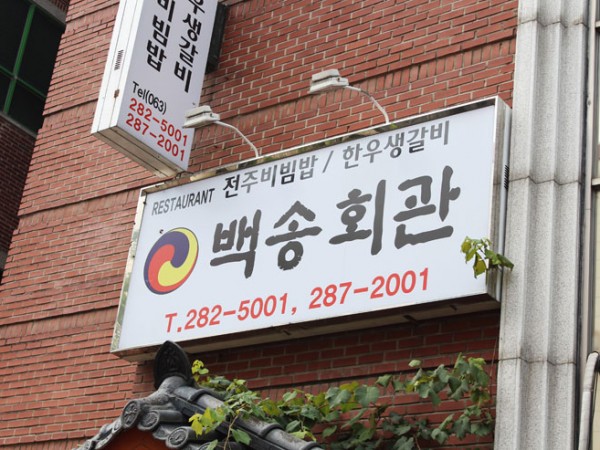 한우생갈비
비빔밥
Tel(063)
282-5001
287-2001
RESTAURANT 전주비빔밥 / 한우생갈비
백송회관
T.282-5001, 287-2001